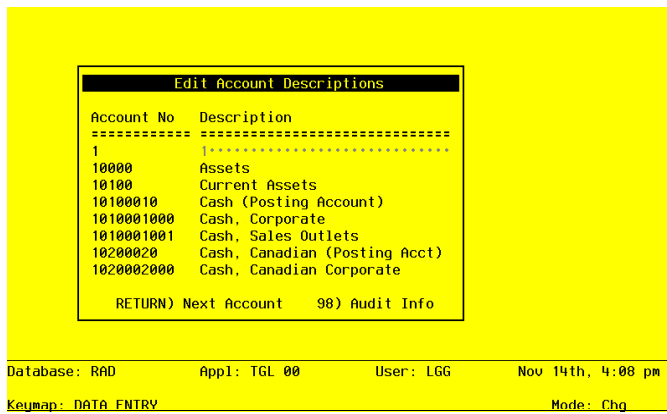 Edit Account Descriptions
Account No Description
============ ==============================
1 1·····························
10000 Assets
10100 Current Assets
10100010 Cash (Posting Account)
1010001000 Cash, Corporate
1010001001 Cash, Sales Outlets
10200020 Cash, Canadian (Posting Acct)
1020002000 Cash, Canadian Corporate
RETURN) Next Account 98) Audit Info
Database: RAD Appl: TGL 00 User: LGG Nov 14th, 4:08 pm
Keymap: DATA ENTRY Mode: Chg